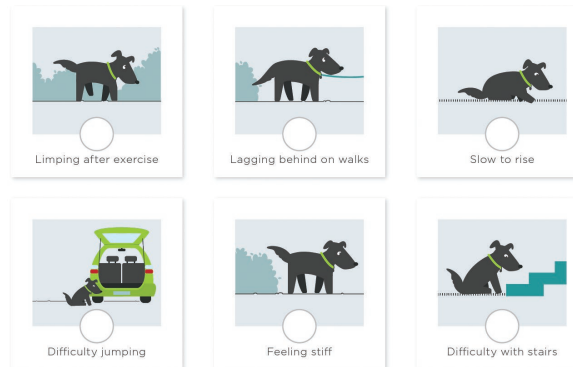 Limping after exercise
Lagging behind on walks
Slow to rise
Difficulty jumping
Feeling stiff
Difficulty with stairs